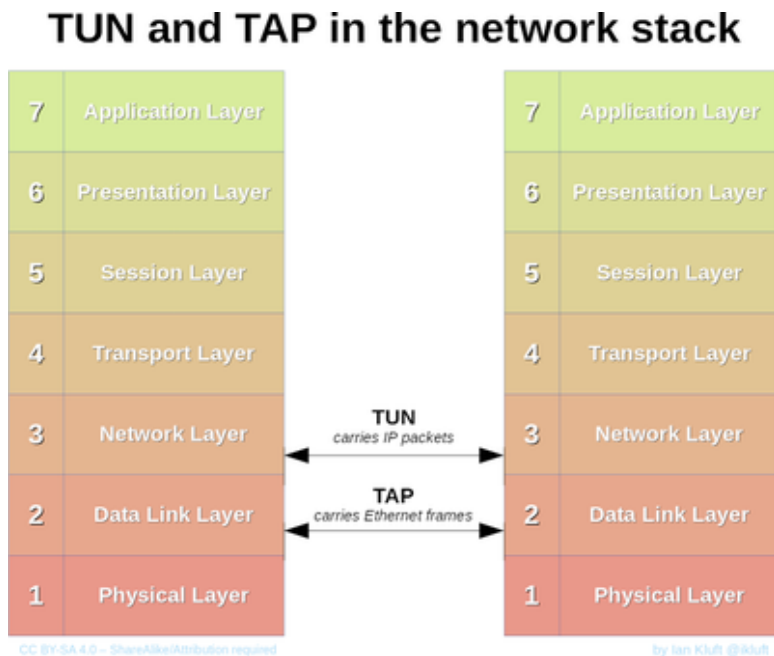 TUN and TAP in the network stack
7 Application Layer
6 Presentation Layer
5 Session Layer
4 Transport Layer
3 Network Layer
2 Data Link Layer
1 Physical Layer
TUN
carries IP packets
TAP
carries Ethernet frames
7 Application Layer
6 Presentation Layer
5 Session Layer
4 Transport Layer
3 Network Layer
2 Data Link Layer
1 Physical Layer
CC BY-SA 4.0 – ShareAlike/Attribution required
by Ian Kluft @ikluft